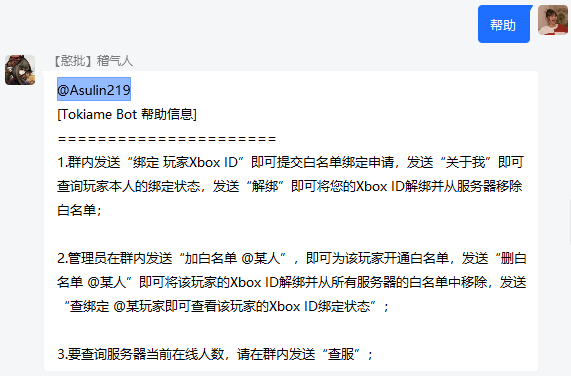 帮助
【憨批】稽气人
@Asulin219
[Tokiame Bot 帮助信息]
======================
1.群内发送“绑定 玩家Xbox ID”即可提交白名单绑定申请，发送“关于我”即可
查询玩家本人的绑定状态，发送“解绑”即可将您的Xbox ID解绑并从服务器移除
白名单；
2.管理员在群内发送“加白名单 @某人”，即可为该玩家开通白名单，发送“删白
名单 @某人”即可将该玩家的Xbox ID解绑并从所有服务器的白名单中移除，发送
“查绑定 @某玩家即可查看该玩家的Xbox ID绑定状态”；
3.要查询服务器当前在线人数，请在群内发送“查服”；